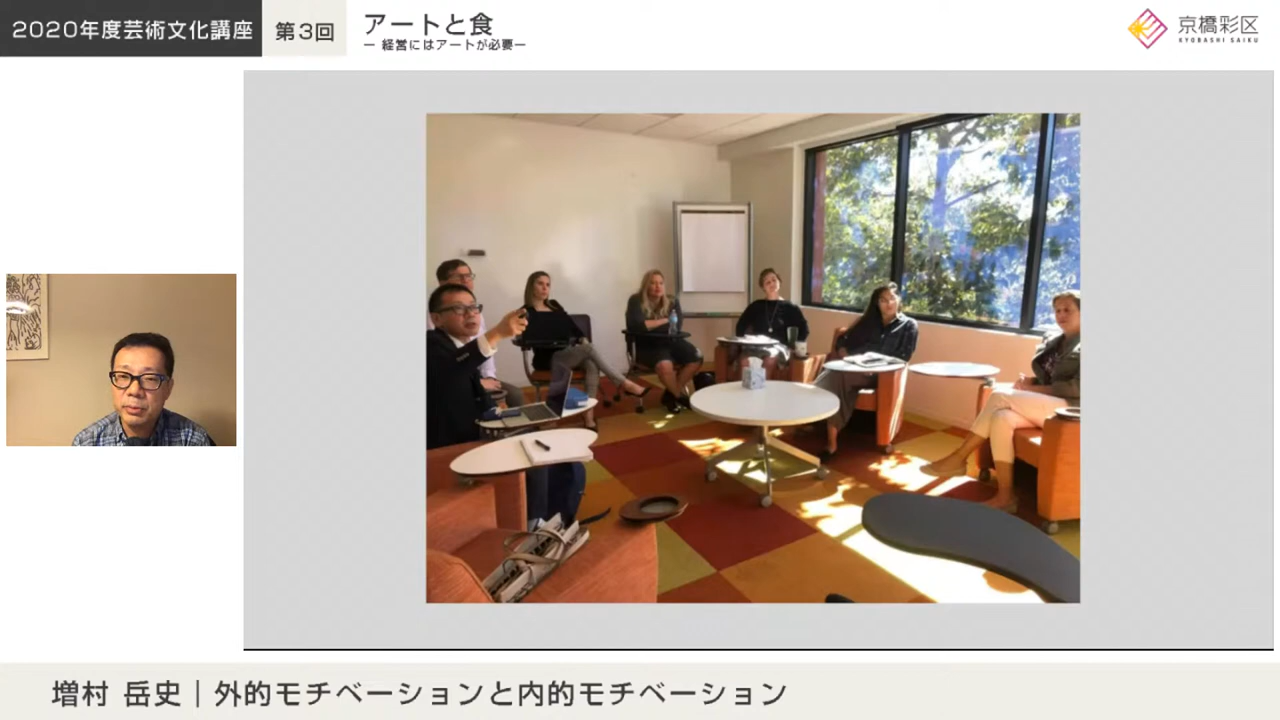 2020年度芸術文化講座
第3回
アートと食
ー 経営にはアートが必要ー
京橋彩区
KYOBASHI SAIKU
増村 岳史｜外的モチベーションと内的モチベーション